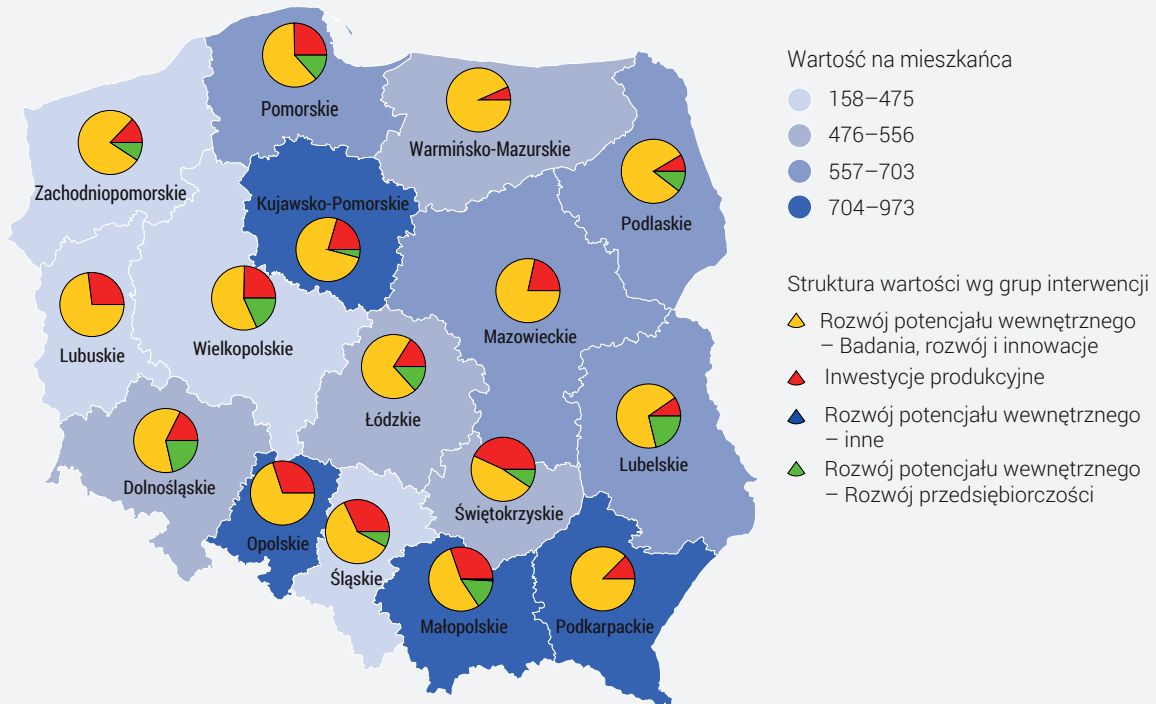 Pomorskie
Warmińsko-Mazurskie
Zachodniopomorskie
Kujawsko-Pomorskie
Podlaskie
Lubuskie
Wielkopolskie
Mazowieckie
Łódzkie
Dolnośląskie
Lubelskie
Świętokrzyskie
Opolskie
Śląskie
Małopolskie
Podkarpackie
Wartość na mieszkańca
158–475
476–556
557–703
704–973
Struktura wartości wg grup interwencji
Rozwój potencjału wewnętrznego
– Badania, rozwój i innowacje
Inwestycje produkcyjne
Rozwój potencjału wewnętrznego
– inne
Rozwój potencjału wewnętrznego
– Rozwój przedsiębiorczości